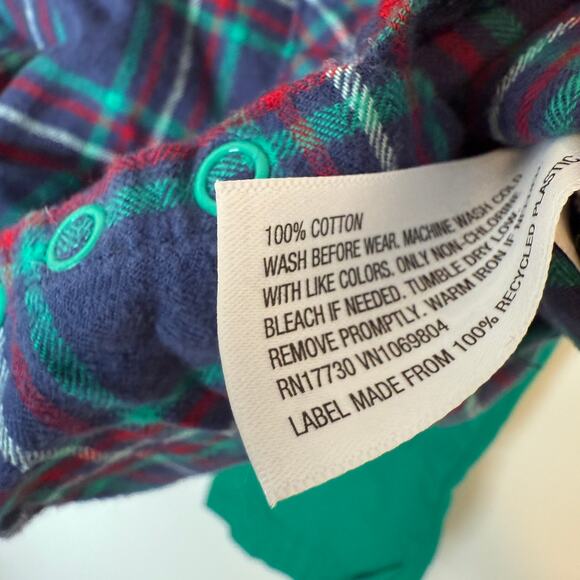 100% COTTON
WASH BEFORE WEAR. MACHINE WASH COLD
WITH LIKE COLORS. ONLY NON-CHLORINE
BLEACH IF NEEDED. TUMBLE DRY LOW
REMOVE PROMPTLY. WARM IRON IF
RN17730 VN1069804
LABEL MADE FROM 100% RECYCLED PLASTIC